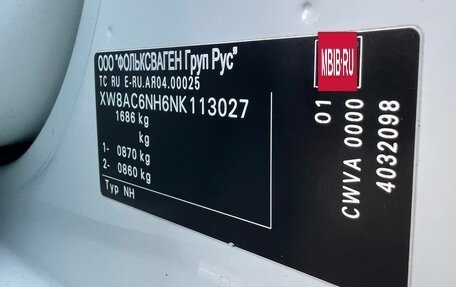 ООО "ФОЛЬКСВАГЕН Груп Рус"
TC RU E-RU.AR04.00025
XW8AC6NH6NK113027
1686 kg
kg
1- 0870 kg
2- 0860 kg
Typ NH
MBIB.RU
01
CWVA 0000
4032098